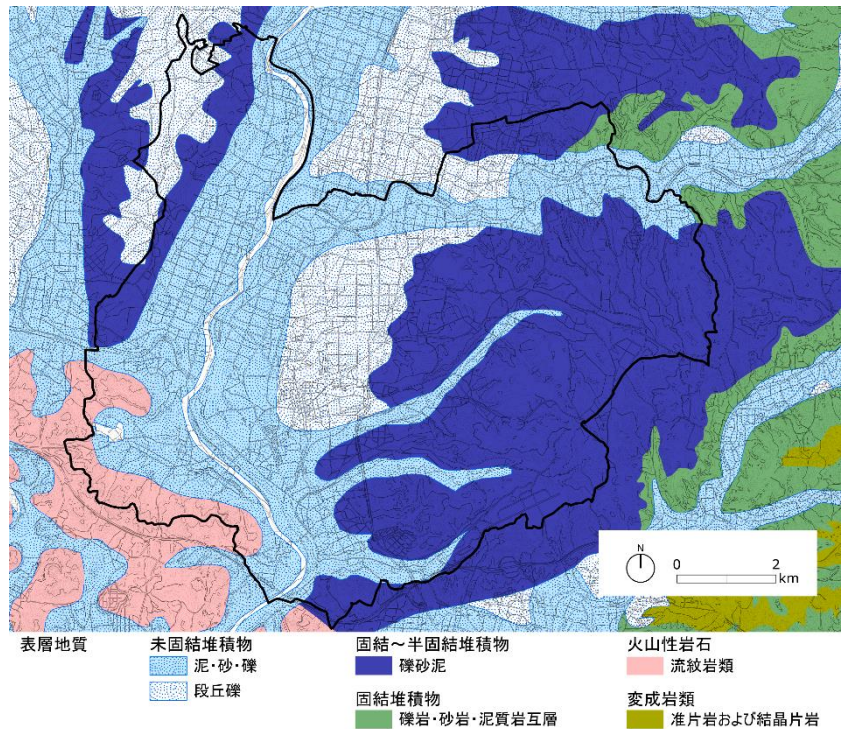 N
0 2
km
表層地質
未固結堆積物
泥・砂・礫
段丘礫
固結～半固結堆積物
礫砂泥
固結堆積物
礫岩・砂岩・泥質岩互層
火山性岩石
流紋岩類
変成岩類
准片岩および結晶片岩